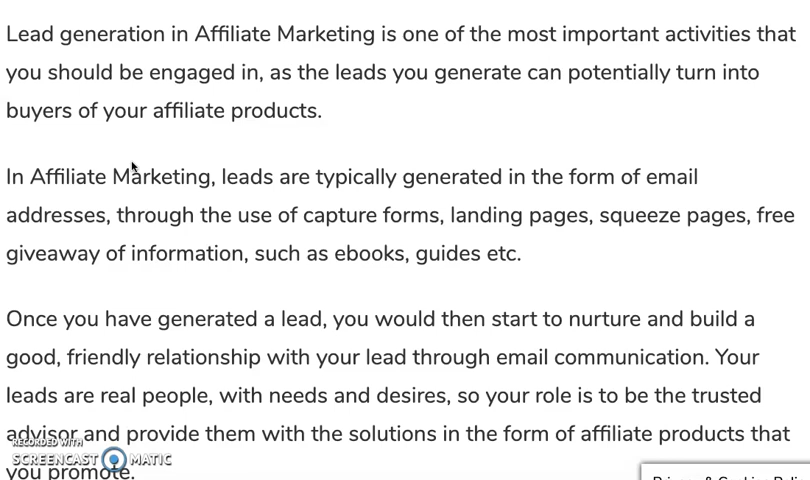 Lead generation in Affiliate Marketing is one of the most important activities that
you should be engaged in, as the leads you generate can potentially turn into
buyers of your affiliate products.
In Affiliate Marketing, leads are typically generated in the form of email
addresses, through the use of capture forms, landing pages, squeeze pages, free
giveaway of information, such as ebooks, guides etc.
Once you have generated a lead, you would then start to nurture and build a
good, friendly relationship with your lead through email communication. Your
leads are real people, with needs and desires, so your role is to be the trusted
advisor and provide them with the solutions in the form of affiliate products that
you promote.
RECORDED WITH
SCREENCAST MATIC